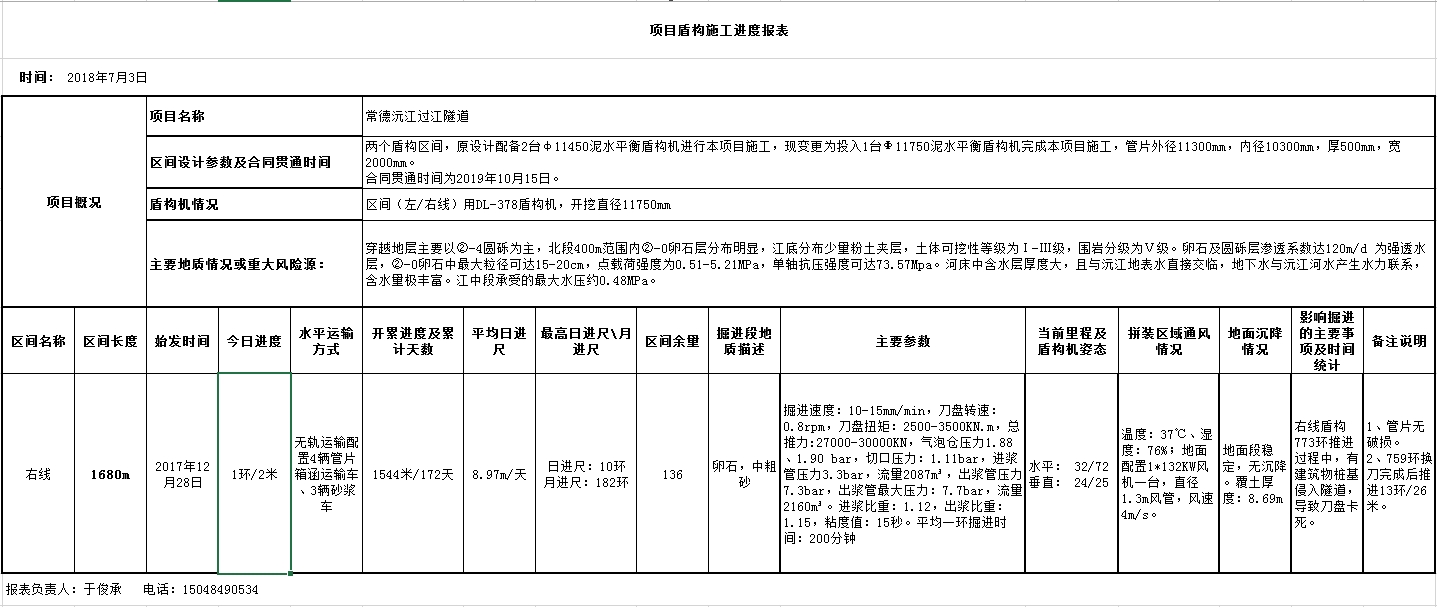 项目盾构施工进度报表
时间： 2018年7月3日
项目概况
项目名称
常德沅江过江隧道
区间设计参数及合同贯通时间
两个盾构区间，原设计配备2台φ11450泥水平衡盾构机进行本项目施工，现变更为投入1台Φ11750泥水平衡盾构机完成本项目施工，管片外径11300mm，内径10300mm，厚500mm，宽
2000mm。
合同贯通时间为2019年10月15日。
盾构机情况
区间（左/右线）用DL-378盾构机，开挖直径11750mm
主要地质情况或重大风险源：
穿越地层主要以②-4圆砾为主，北段400m范围内②-0卵石层分布明显，江底分布少量粉土夹层，土体可挖性等级为Ⅰ-Ⅲ级，围岩分级为Ⅴ级。卵石及圆砾层渗透系数达120m/d 为强透水
层，②-0卵石中最大粒径可达15-20cm，点载荷强度为0.51-5.21MPa，单轴抗压强度可达73.57Mpa。河床中含水层厚度大，且与沅江地表水直接交临，地下水与沅江河水产生水力联系，
含水量极丰富。江中段承受的最大水压约0.48MPa。
区间名称
区间长度
始发时间
今日进度
水平运输
方式
开累进度及累
计天数
平均日进
尺
最高日进尺\月
进尺
区间余量
掘进段地
质描述
主要参数
当前里程及
盾构机姿态
拼装区域通风
情况
地面沉降
情况
影响掘进
的主要事
项及时间
统计
备注说明
右线
1680m
2017年12
月28日
1环/2米
无轨运输配
置4辆管片
箱涵运输车
、3辆砂浆
车
1544米/172天
8.97m/天
日进尺：10环
月进尺：182环
136
卵石，中粗
砂
掘进速度：10-15mm/min，刀盘转速：
0.8rpm，刀盘扭矩：2500-3500KN.m，总
推力:27000-30000KN，气泡仓压力1.88
、1.90 bar，切口压力：1.11bar，进浆
管压力3.3bar，流量2087m³，出浆管压力
7.3bar，出浆管最大压力：7.7bar，流量
2160m³。进浆比重：1.12，出浆比重：
1.15，粘度值：15秒。平均一环掘进时
间：200分钟
水平： 32/72
垂直： 24/25
温度：37℃、湿
度：76%；地面
配置1*132KW风
机一台，直径
1.3m风管，风速
4m/s。
地面段稳
定，无沉降
。覆土厚
度：8.69m
右线盾构
773环推进
过程中，有
建筑物桩基
侵入隧道，
导致刀盘卡
死。
1、管片无
破损。
2、759环换
刀完成后推
进13环/26
米。
报表负责人：于俊承 电话：15048490534